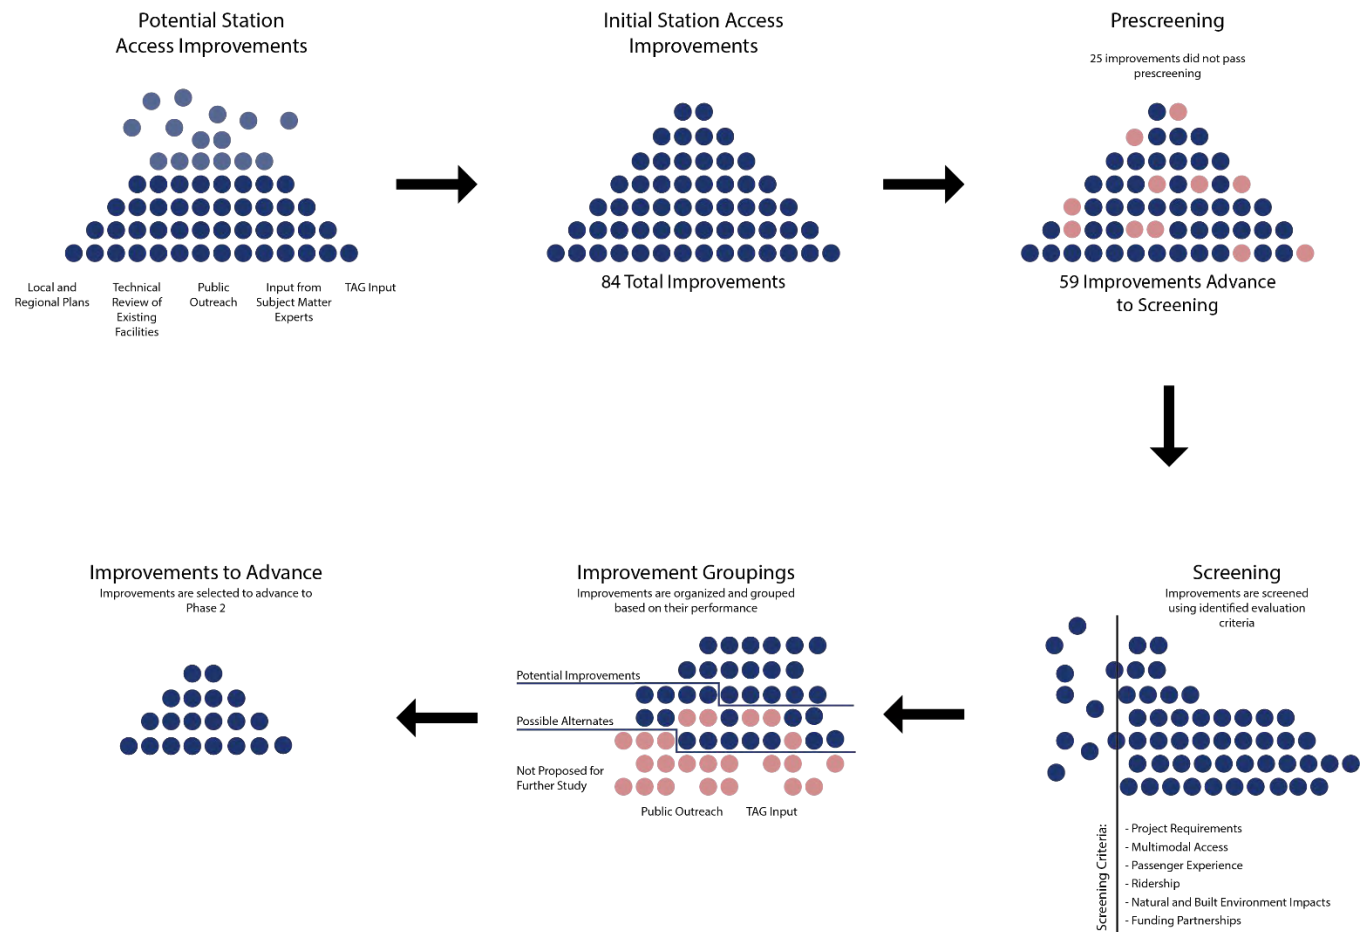 Potential Station
Access Improvements
Local and
Regional Plans
Technical
Review of
Existing
Facilities
Public
Outreach
Input from
Subject Matter
Experts
TAG Input
Initial Station Access
Improvements
84 Total Improvements
Prescreening
25 improvements did not pass
prescreening
59 Improvements Advance
to Screening
Screening
Improvements are screened
using identified evaluation
criteria
Screening Criteria:
- Project Requirements
- Multimodal Access
- Passenger Experience
- Ridership
- Natural and Built Environment Impacts
- Funding Partnerships
Improvement Groupings
Improvements are organized and grouped
based on their performance
Potential Improvements
Possible Alternates
Not Proposed for
Further Study
Public Outreach
TAG Input
Improvements to Advance
Improvements are selected to advance to
Phase 2